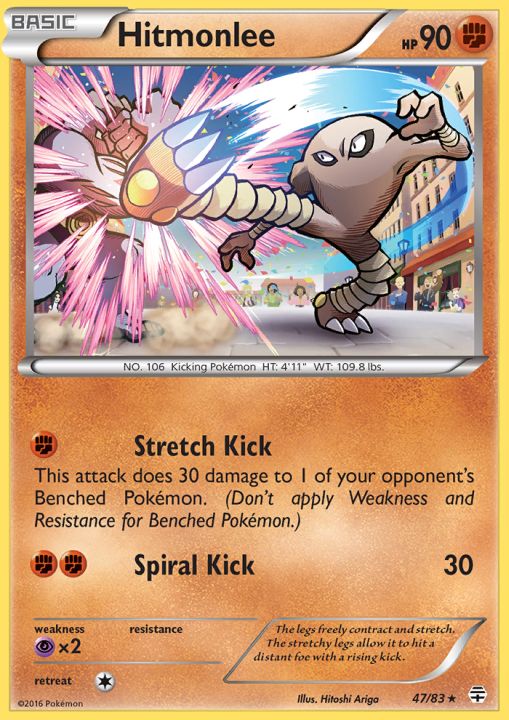 BASIC
Hitmonlee
HP 90
NO. 106 Kicking Pokémon HT: 4'11" WT: 109.8 lbs.
Stretch Kick
This attack does 30 damage to 1 of your opponent's
Benched Pokémon. (Don't apply Weakness and
Resistance for Benched Pokémon.)
Spiral Kick 30
weakness resistance
×2
The legs freely contract and stretch.
The stretchy legs allow it to hit a
distant foe with a rising kick.
retreat
©2016 Pokémon
Illus. Hitoshi Ariga
47/83 ★